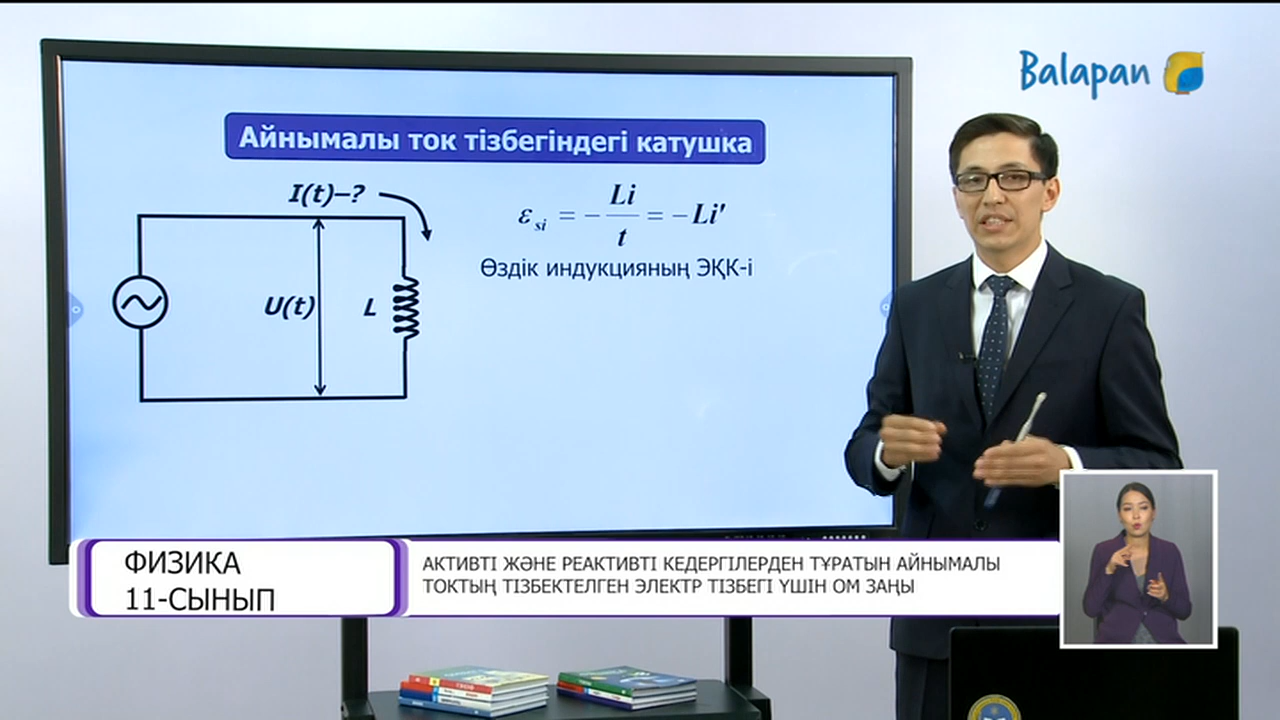 Balapan
Айнымалы ток тізбегіндегі катушка
I(t)–?
U(t)
L
ε si = – Li / t = – Li'
Өздік индукцияның ЭҚК-і
ФИЗИКА
11-СЫНЫП
АКТИВТІ ЖӘНЕ РЕАКТИВТІ КЕДЕРГІЛЕРДЕН ТҰРАТЫН АЙНЫМАЛЫ
ТОКТЫҢ ТІЗБЕКТЕЛГЕН ЭЛЕКТР ТІЗБЕГІ ҮШІН ОМ ЗАҢЫ